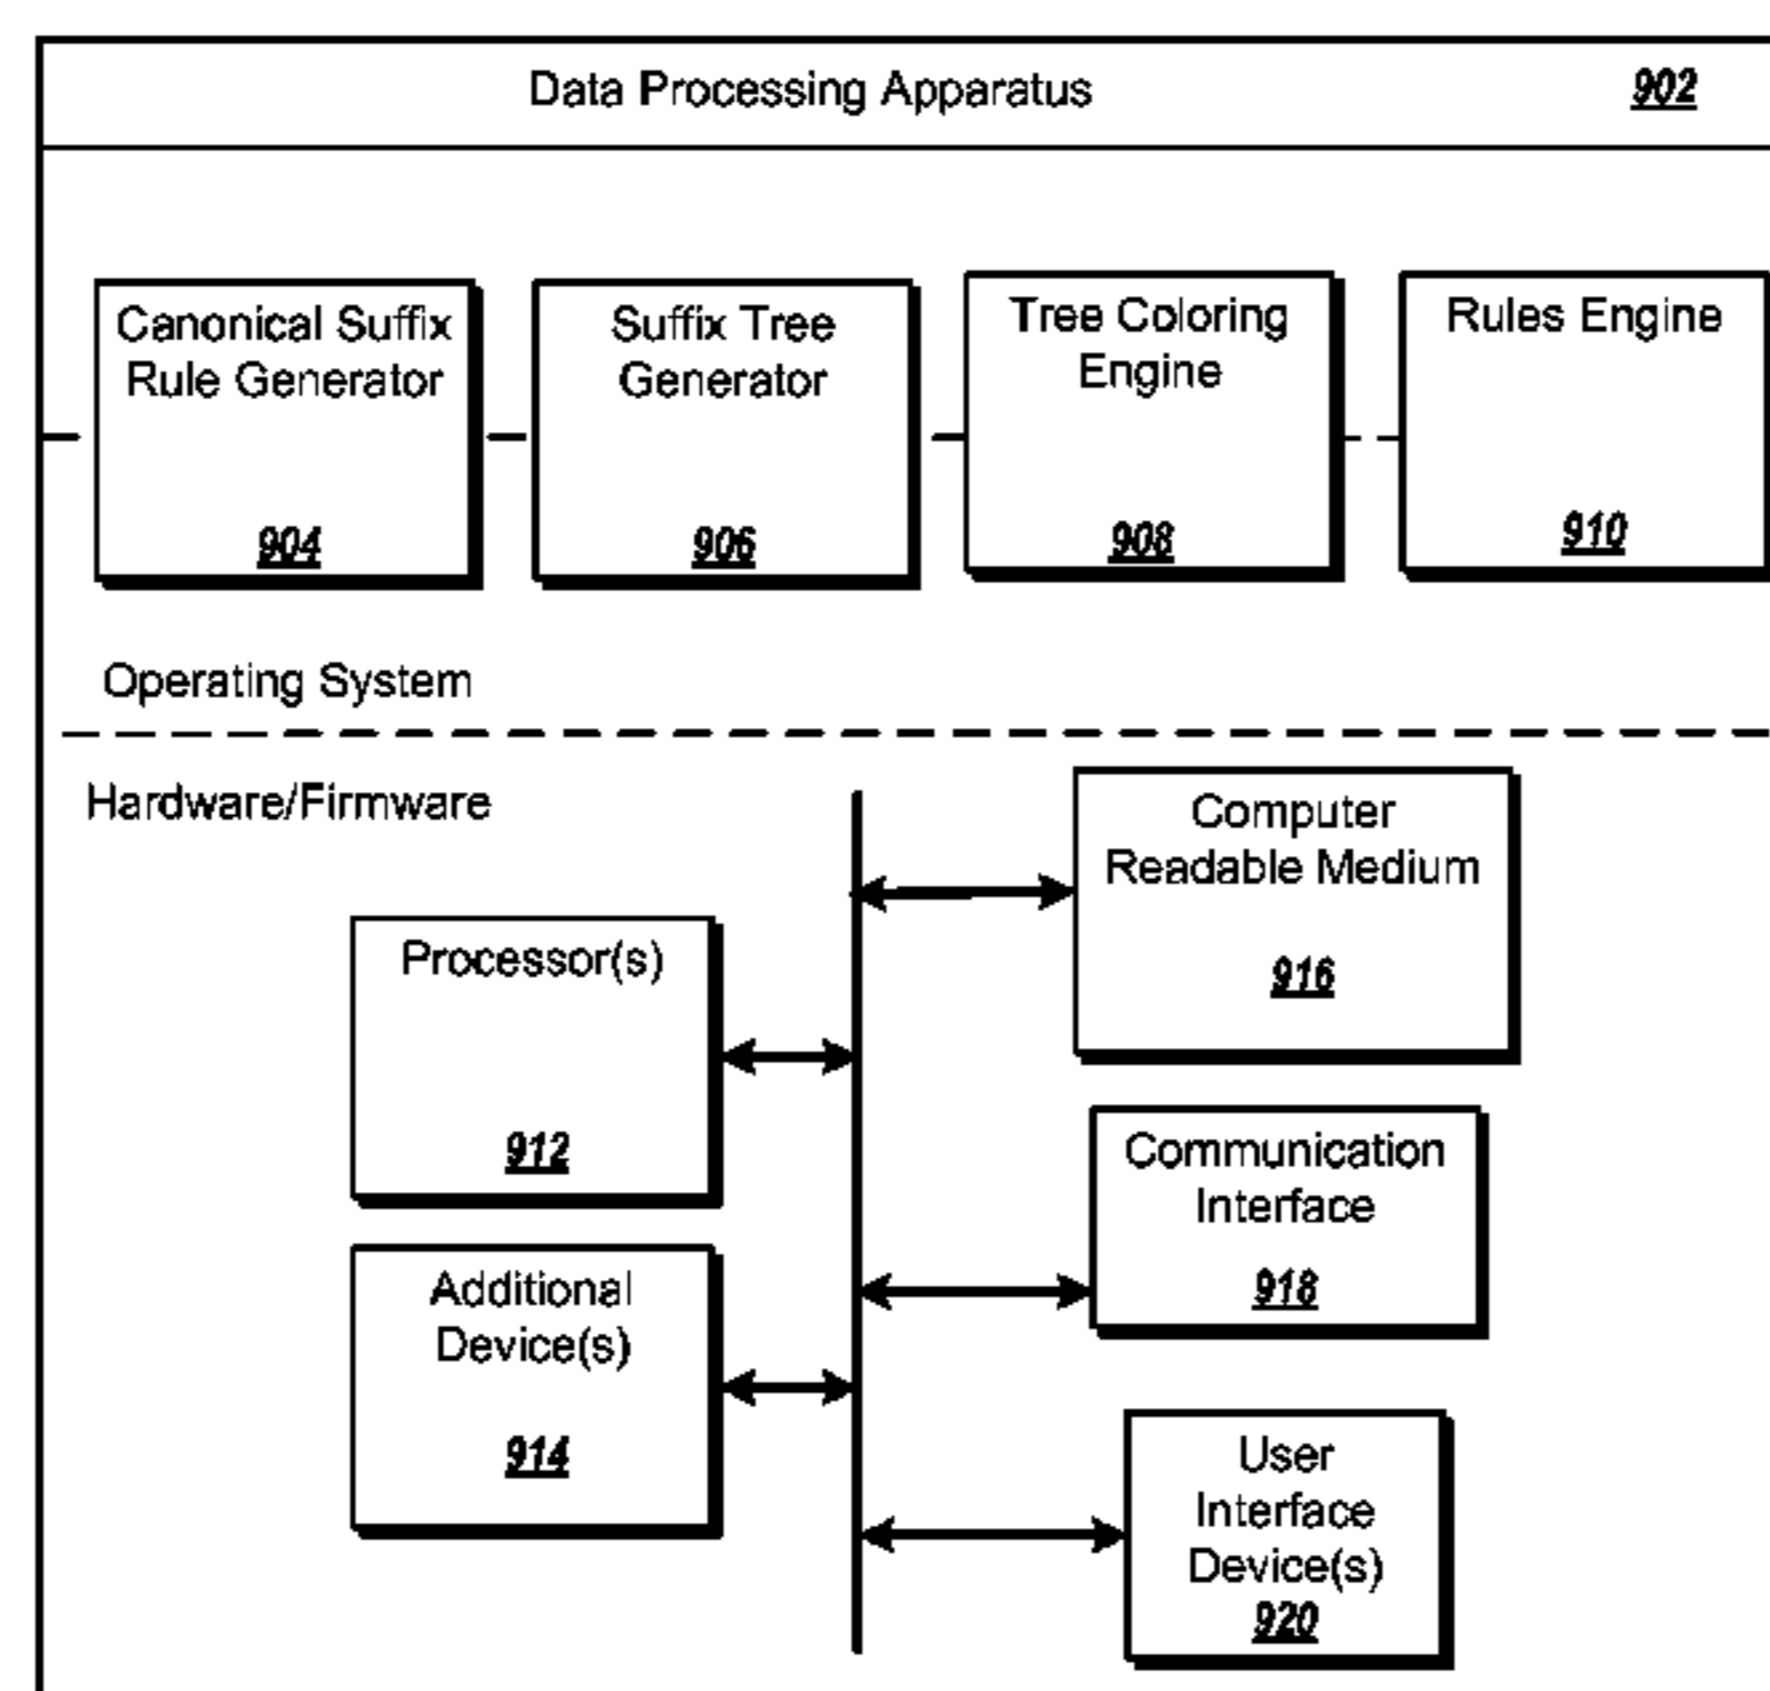 Data Processing Apparatus 902
Canonical Suffix
Rule Generator
904
Suffix Tree
Generator
906
Tree Coloring
Engine
908
Rules Engine
910
Operating System
Hardware/Firmware
Processor(s)
912
Additional
Device(s)
914
Computer
Readable Medium
916
Communication
Interface
918
User
Interface
Device(s)
920